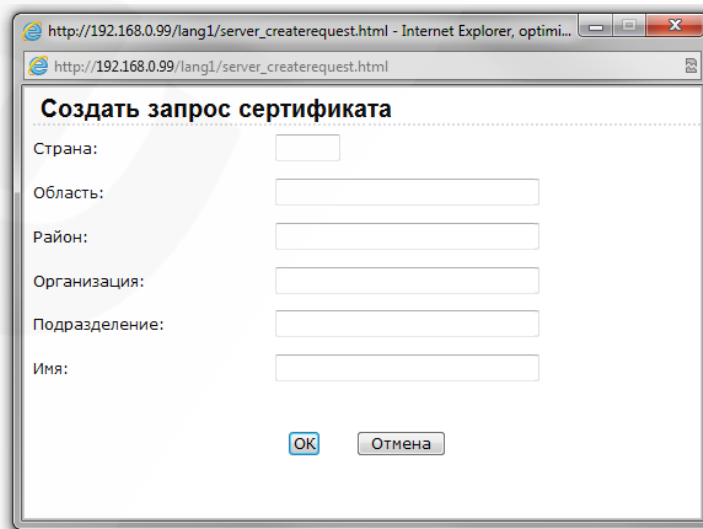 http://192.168.0.99/lang1/server_createrequest.html - Internet Explorer, optimi...
http://192.168.0.99/lang1/server_createrequest.html
Создать запрос сертификата
Страна:
Область:
Район:
Организация:
Подразделение:
Имя:
OK Отмена